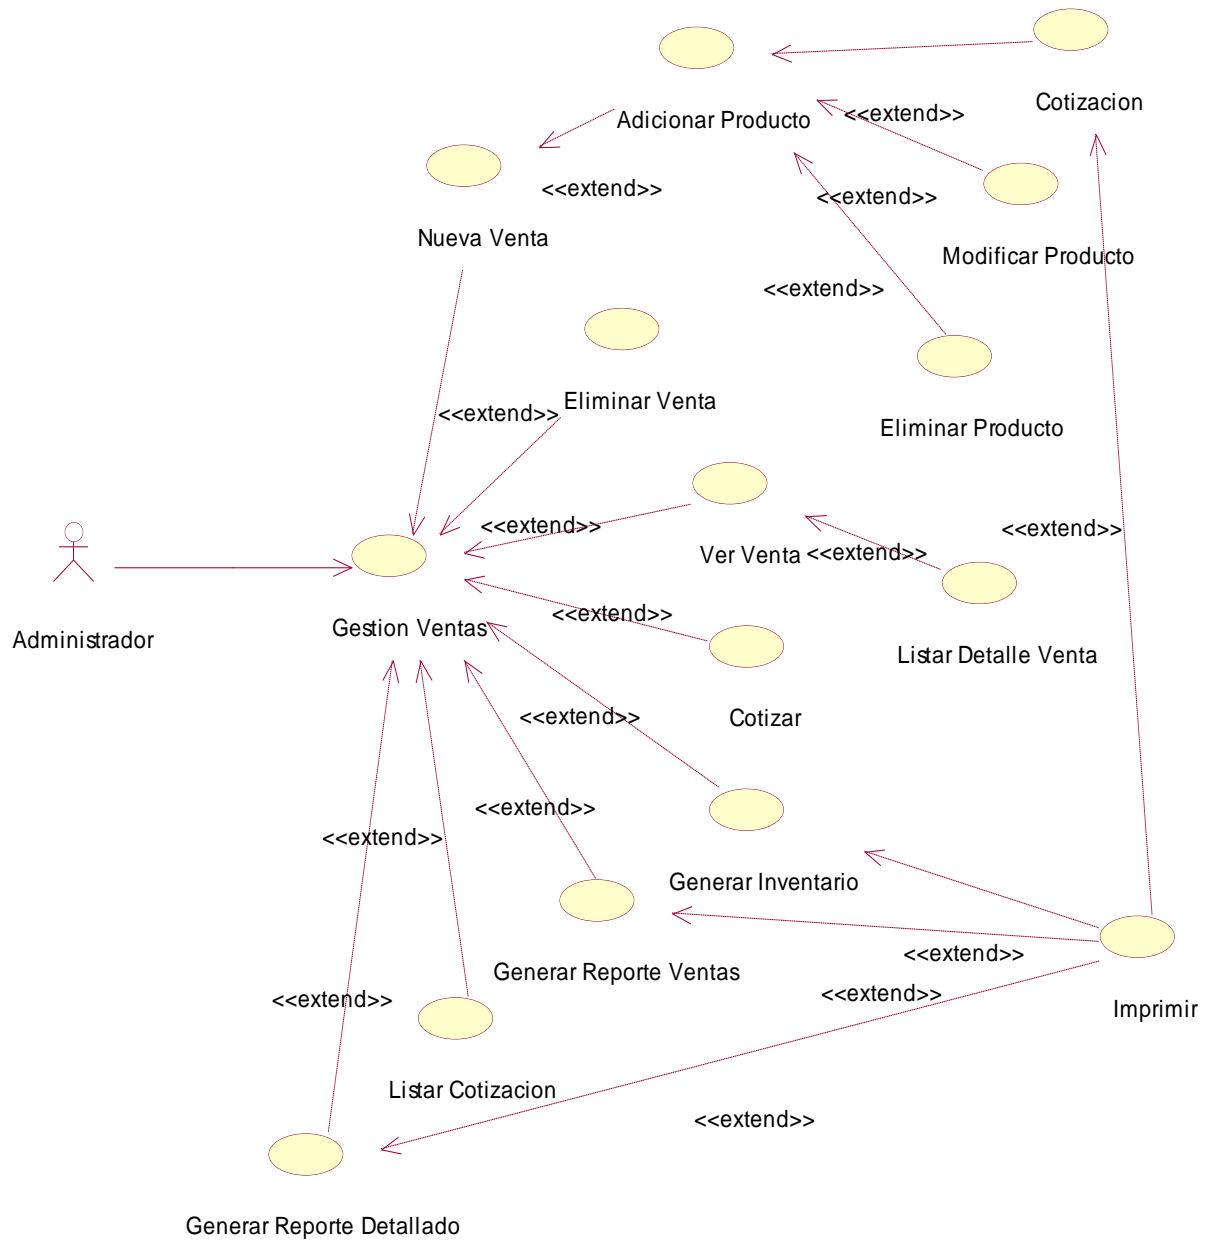 Cotizacion
Adicionar Producto
<<extend>>
<<extend>>
<<extend>>
Nueva Venta
Modificar Producto
<<extend>>
Eliminar Venta
<<extend>>
Eliminar Producto
<<extend>>
<<extend>>
Ver Venta
<<extend>>
<<extend>>
Administrador
Gestion Ventas
Listar Detalle Venta
<<extend>>
Cotizar
<<extend>>
<<extend>>
Generar Inventario
<<extend>>
Generar Reporte Ventas
<<extend>>
<<extend>>
Imprimir
Listar Cotizacion
<<extend>>
Generar Reporte Detallado